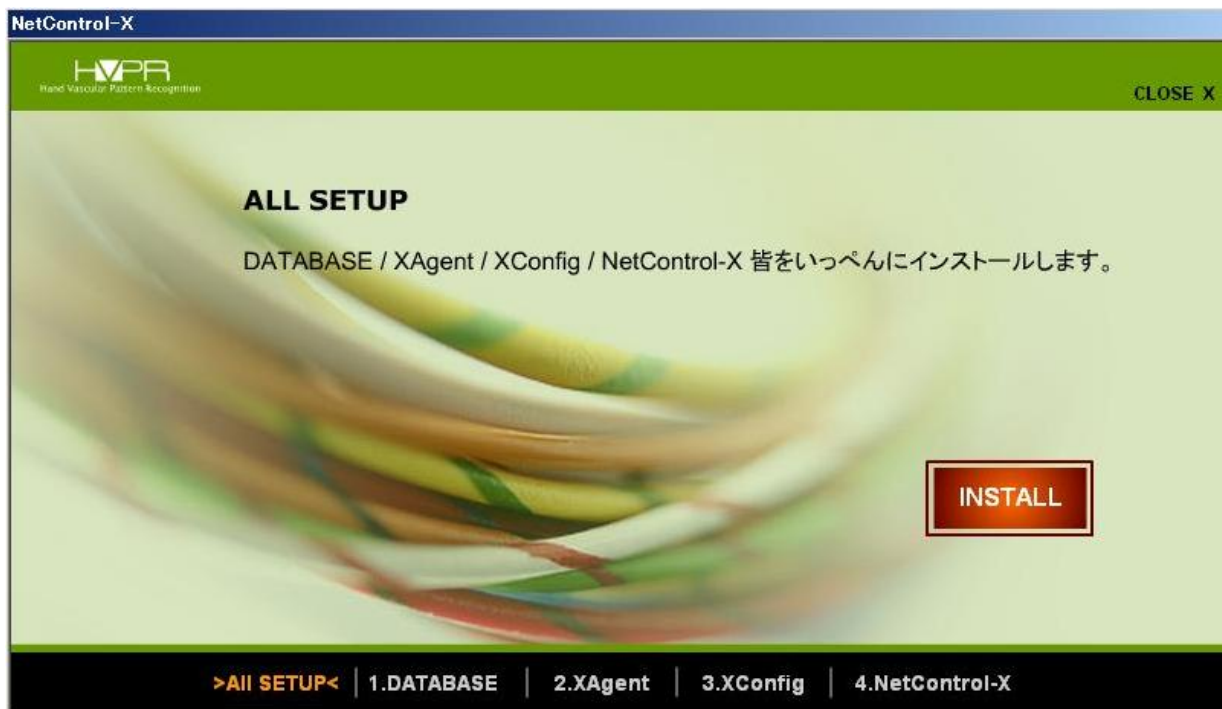 NetControl-X
HVPR
Hand Vascular Pattern Recognition
CLOSE X
ALL SETUP
DATABASE / XAgent / XConfig / NetControl-X 皆をいっぺんにインストールします。
INSTALL
>All SETUP< 1.DATABASE 2.XAgent 3.XConfig 4.NetControl-X